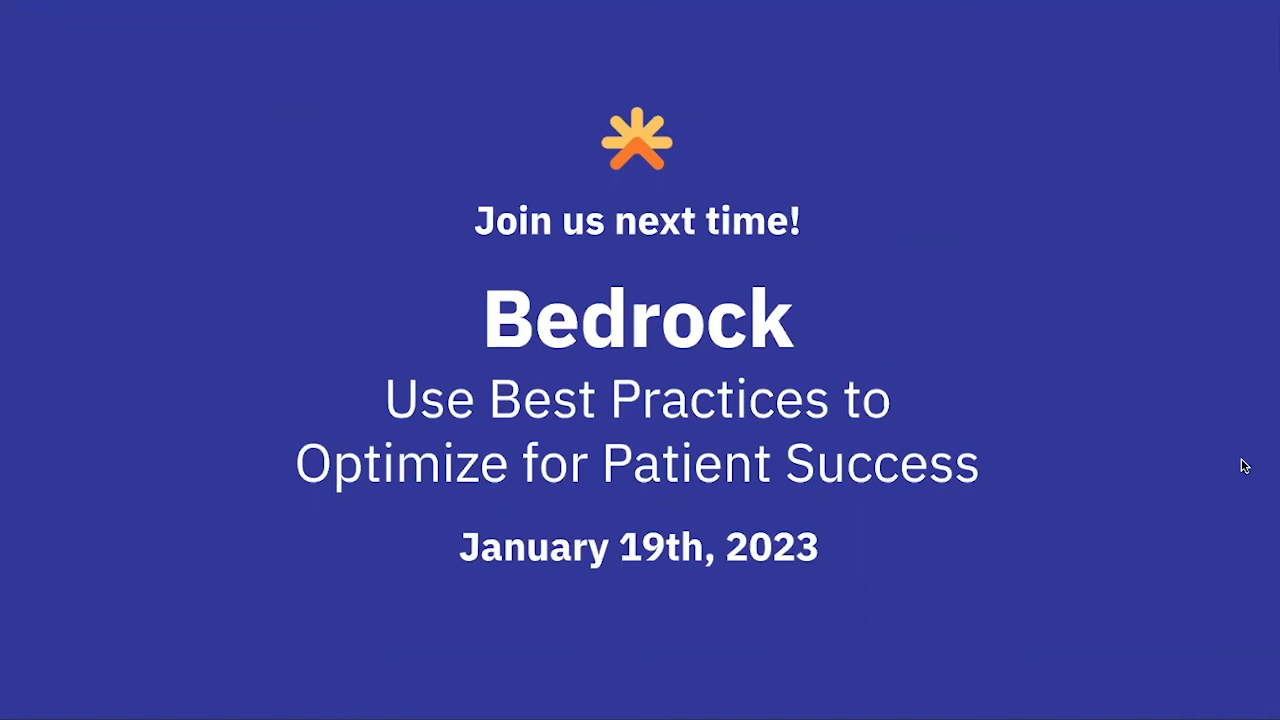 Join us next time!
Bedrock
Use Best Practices to
Optimize for Patient Success
January 19th, 2023